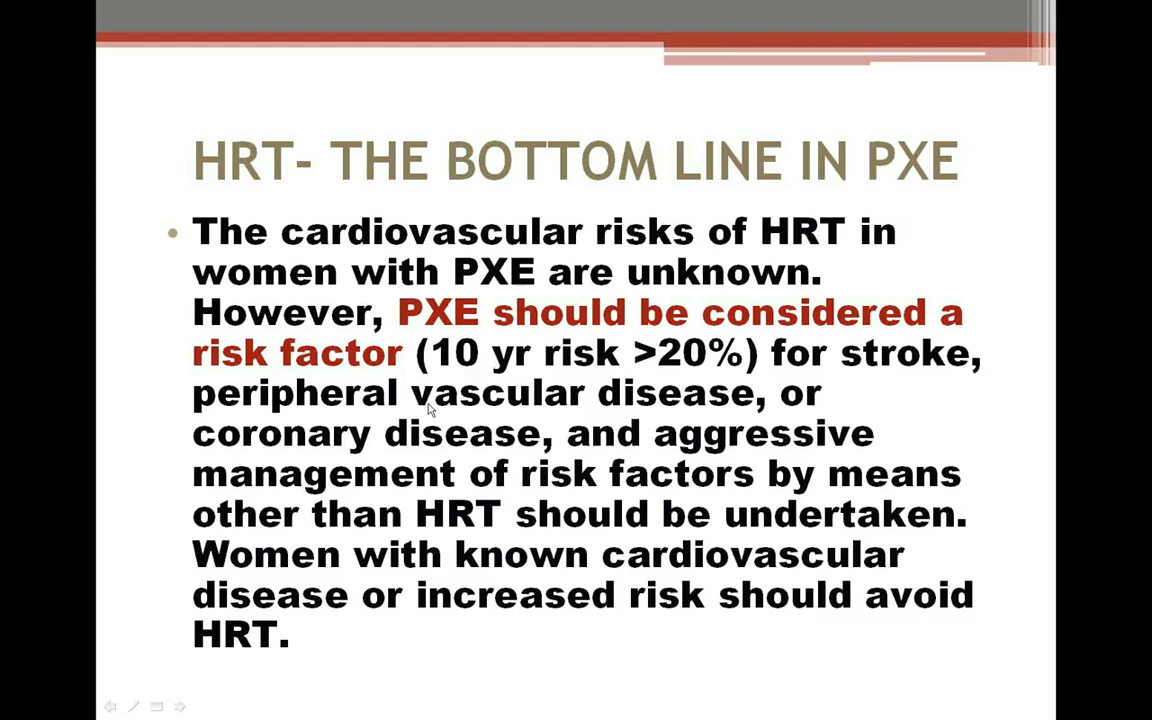 HRT- THE BOTTOM LINE IN PXE
• The cardiovascular risks of HRT in
women with PXE are unknown.
However, PXE should be considered a
risk factor (10 yr risk >20%) for stroke,
peripheral vascular disease, or
coronary disease, and aggressive
management of risk factors by means
other than HRT should be undertaken.
Women with known cardiovascular
disease or increased risk should avoid
HRT.